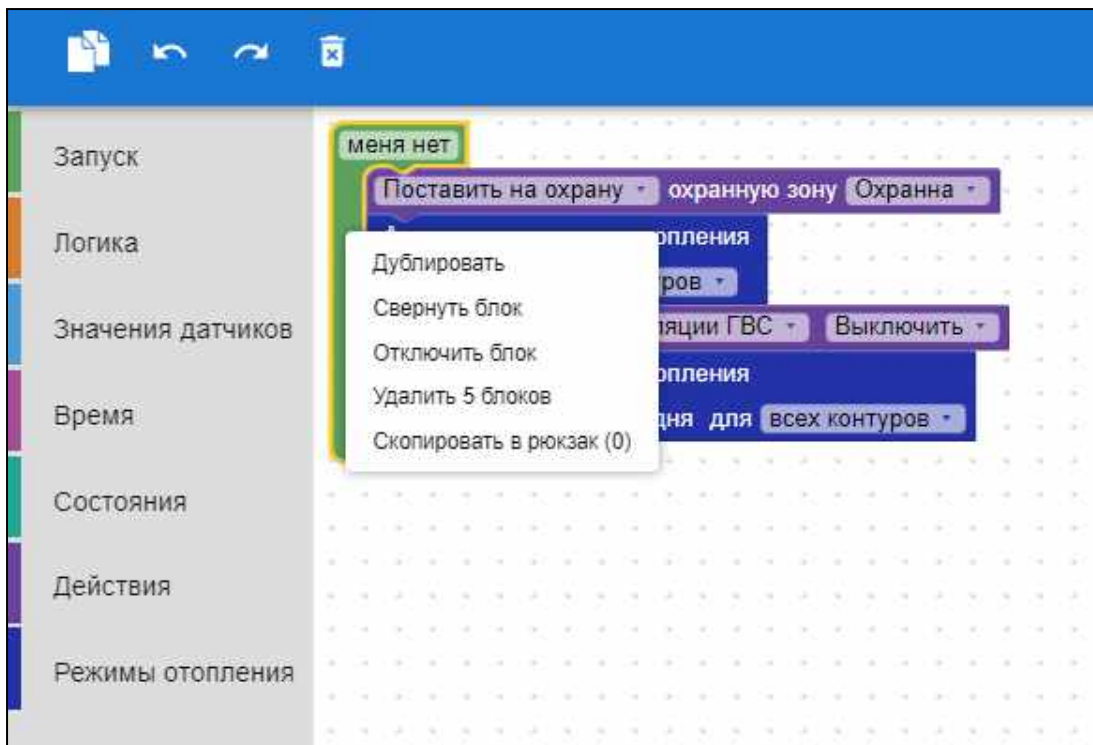 Запуск
Логика
Значения датчиков
Время
Состояния
Действия
Режимы отопления
меня нет
Поставить на охрану охранную зону Охранна
опления
ров
яции ГВС Выключить
опления
дня для всех контуров
Дублировать
Свернуть блок
Отключить блок
Удалить 5 блоков
Скопировать в рюкзак (0)